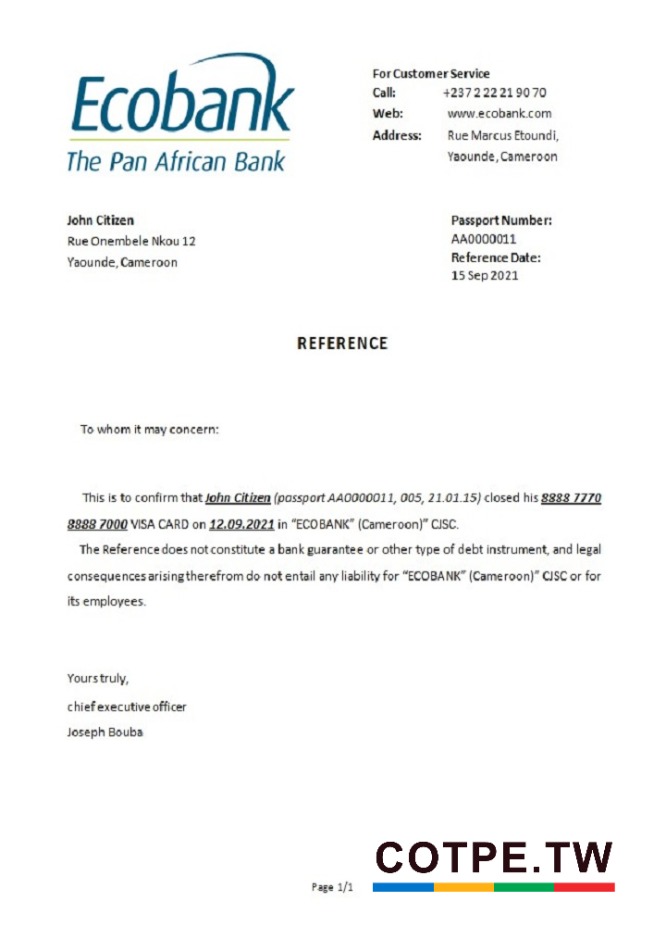 Ecobank
The Pan African Bank
For Customer Service
Call: +237 2 22 21 90 70
Web: www.ecobank.com
Address: Rue Marcus Etoundi,
Yaounde, Cameroon
John Citizen
Rue Onembele Nkou 12
Yaounde, Cameroon
Passport Number:
AA0000011
Reference Date:
15 Sep 2021
REFERENCE
To whom it may concern:
This is to confirm that John Citizen (passport AA0000011, 005, 21.01.15) closed his 8888 7770
8888 7000 VISA CARD on 12.09.2021 in "ECOBANK" (Cameroon)" CJSC.
The Reference does not constitute a bank guarantee or other type of debt instrument, and legal
consequences arising therefrom do not entail any liability for "ECOBANK" (Cameroon)" CJSC or for
its employees.
Yours truly,
chief executive officer
Joseph Bouba
Page 1/1
COTPE.TW